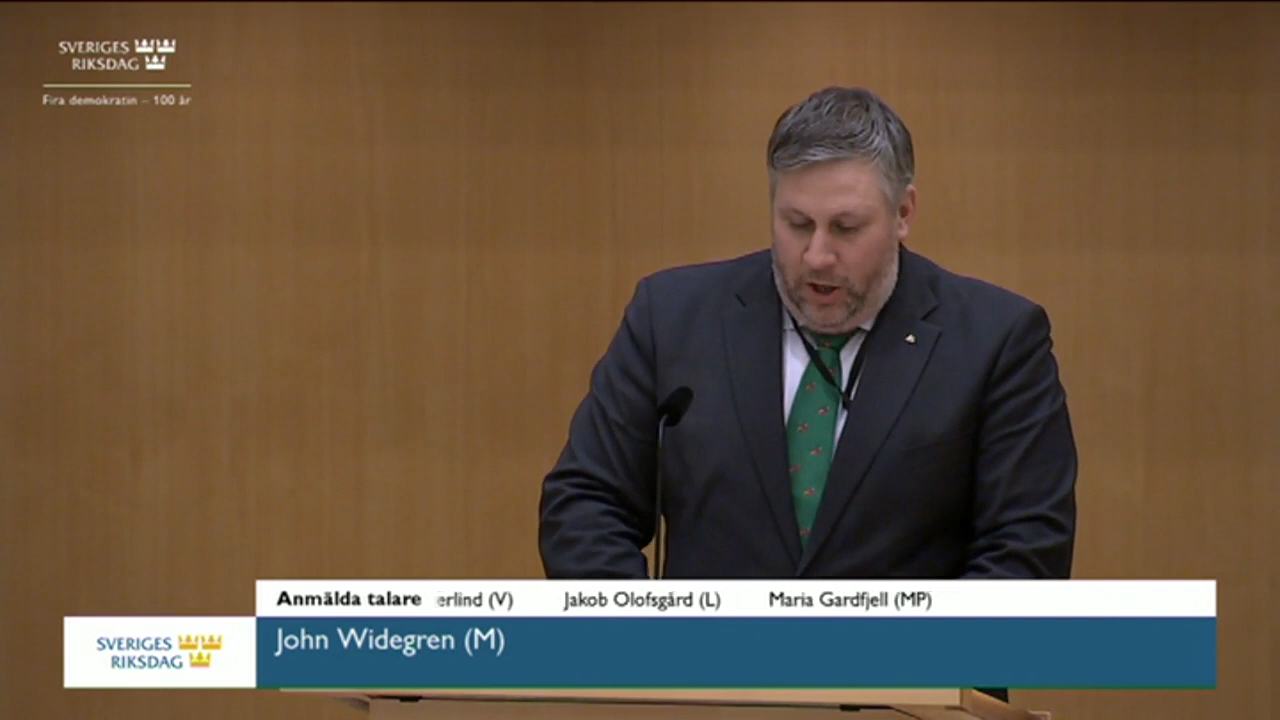 SVERIGES
RIKSDAG
Fira demokratin – 100 år
Anmälda talare erlind (V) Jakob Olofsgård (L) Maria Gardfjell (MP)
SVERIGES
RIKSDAG
John Widegren (M)